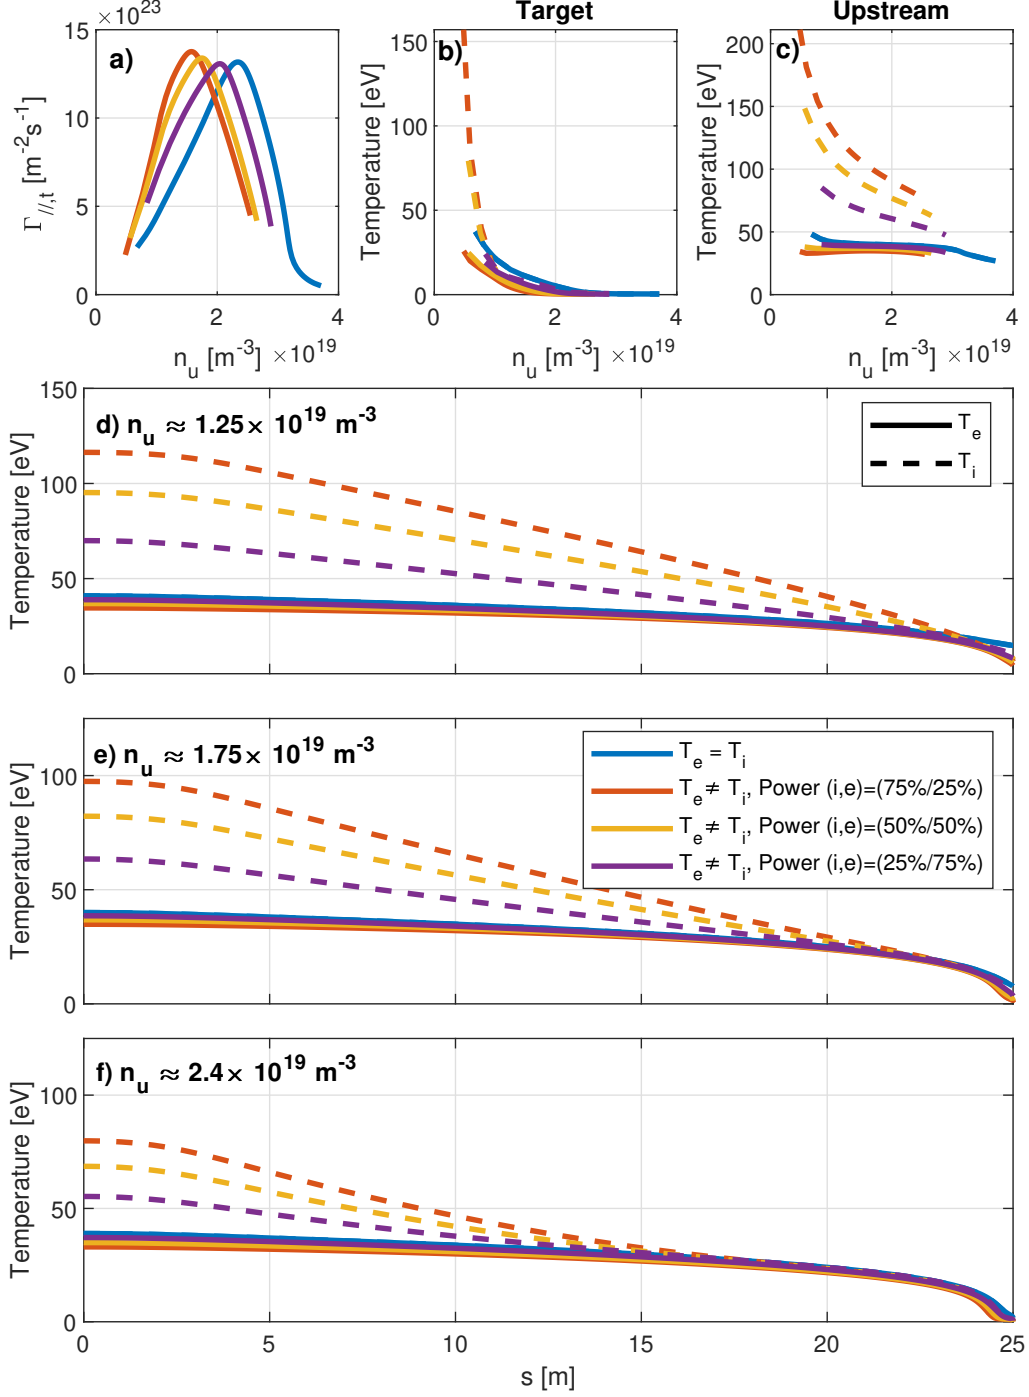 × 10^23
Target
Upstream
a)
b)
c)
15
10
5
0
Γ_//,t [m^-2 s^-1]
150
100
50
0
Temperature [eV]
200
150
100
50
0
Temperature [eV]
0 2 4
0 2 4
0 2 4
n_u [m^-3] × 10^19
n_u [m^-3] × 10^19
n_u [m^-3] × 10^19
d) n_u ≈ 1.25× 10^19 m^-3
T_e
T_i
150
100
50
0
Temperature [eV]
e) n_u ≈ 1.75× 10^19 m^-3
T_e = T_i
T_e ≠ T_i, Power (i,e)=(75%/25%)
T_e ≠ T_i, Power (i,e)=(50%/50%)
T_e ≠ T_i, Power (i,e)=(25%/75%)
100
50
0
Temperature [eV]
f) n_u ≈ 2.4× 10^19 m^-3
100
50
0
Temperature [eV]
0 5 10 15 20 25
s [m]